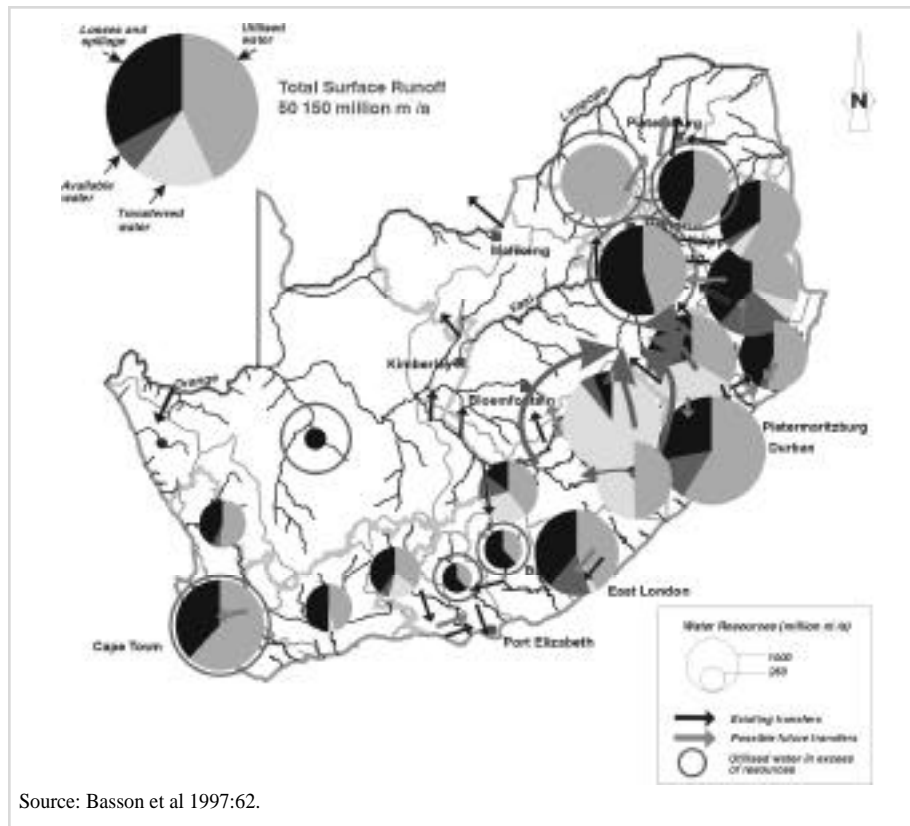 Losses and
spillage
Utilised
water
Total Surface Runoff
50 150 million m /a
Available
water
Transferred
water
N
Limpopo
Pietersburg
Mafikeng
Vaal
Kimberley
Bloemfontein
Orange
Pietermaritzburg
Durban
East London
Port Elizabeth
Cape Town
Water Resources (million m /a)
1000
Existing transfers
Possible future transfers
Utilised water in excess
of resources
Source: Basson et al 1997:62.